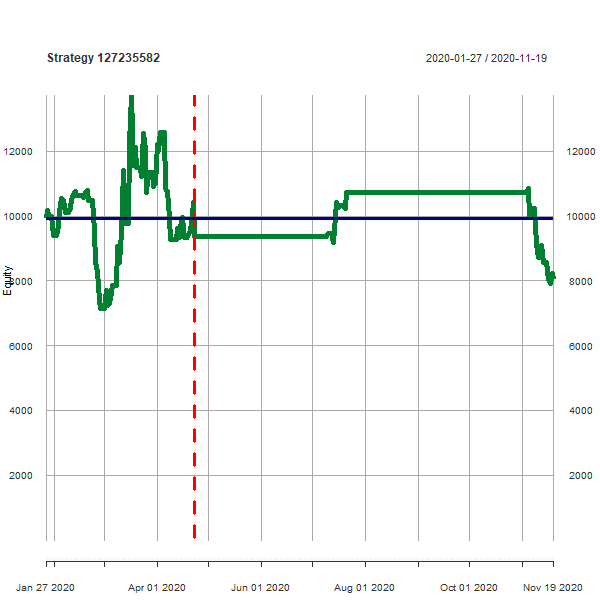 Strategy 127235582
2020-01-27 / 2020-11-19
12000
12000
10000
10000
8000
8000
6000
6000
4000
4000
2000
2000
Equity
Jan 27 2020
Apr 01 2020
Jun 01 2020
Aug 01 2020
Oct 01 2020
Nov 19 2020